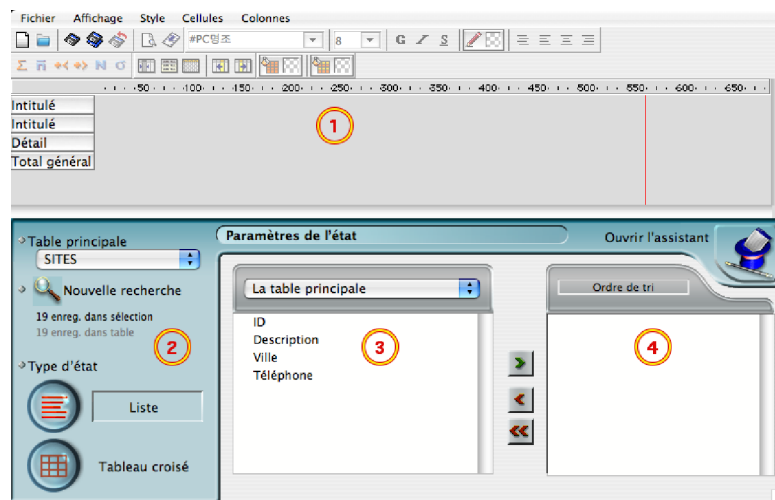 Fichier Affichage Style Cellules Colonnes
#PC명조 8 G I S
Σ n N σ
50 100 150 200 250 300 350 400 450 500 550 600 650
Intitulé
Intitulé
Détail
Total général
1
Table principale
SITES
Nouvelle recherche
19 enreg. dans sélection
19 enreg. dans table
2
Type d'état
Liste
Tableau croisé
Paramètres de l'état
Ouvrir l'assistant
La table principale
ID
Description
Ville
Téléphone
3
Ordre de tri
4